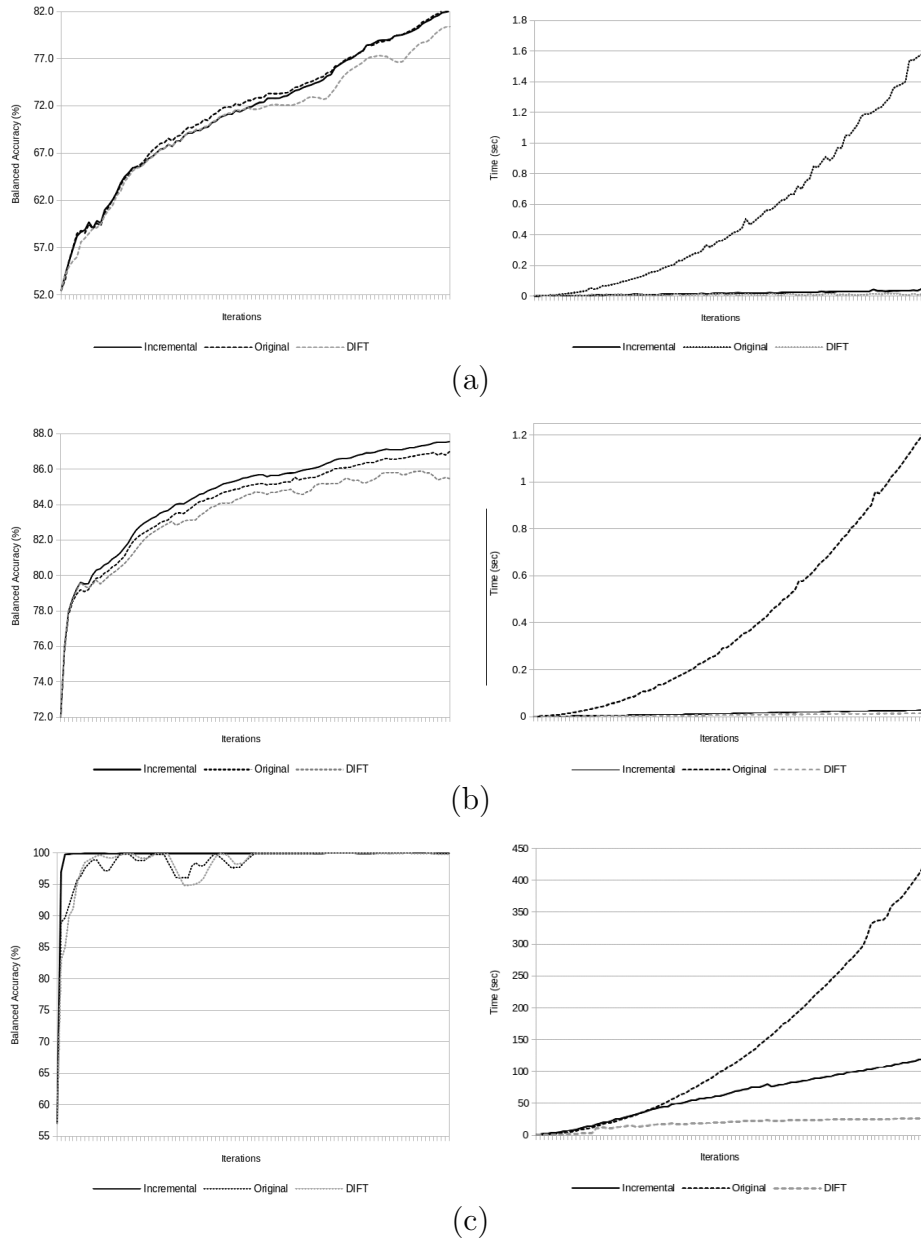 82.0
77.0
72.0
67.0
62.0
57.0
52.0
Balanced Accuracy (%)
Iterations
Incremental Original DIFT
1.8
1.6
1.4
1.2
1
0.8
0.6
0.4
0.2
0
Time (sec)
Iterations
Incremental Original DIFT
(a)
88.0
86.0
84.0
82.0
80.0
78.0
76.0
74.0
72.0
Balanced Accuracy (%)
Iterations
Incremental Original DIFT
1.2
1
0.8
0.6
0.4
0.2
0
Time (sec)
Iterations
Incremental Original DIFT
(b)
100
95
90
85
80
75
70
65
60
55
Balanced Accuracy (%)
Iterations
Incremental Original DIFT
450
400
350
300
250
200
150
100
50
0
Time (sec)
Iterations
Incremental Original DIFT
(c)